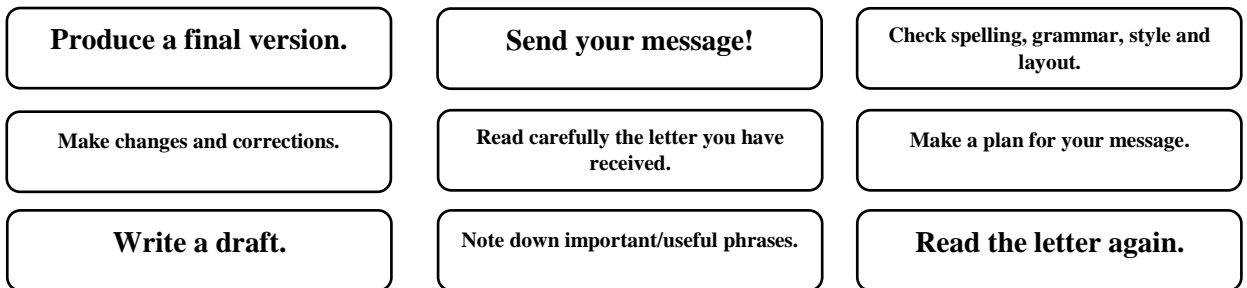 Produce a final version.
Send your message!
Check spelling, grammar, style and
layout.
Make changes and corrections.
Read carefully the letter you have
received.
Make a plan for your message.
Write a draft.
Note down important/useful phrases.
Read the letter again.